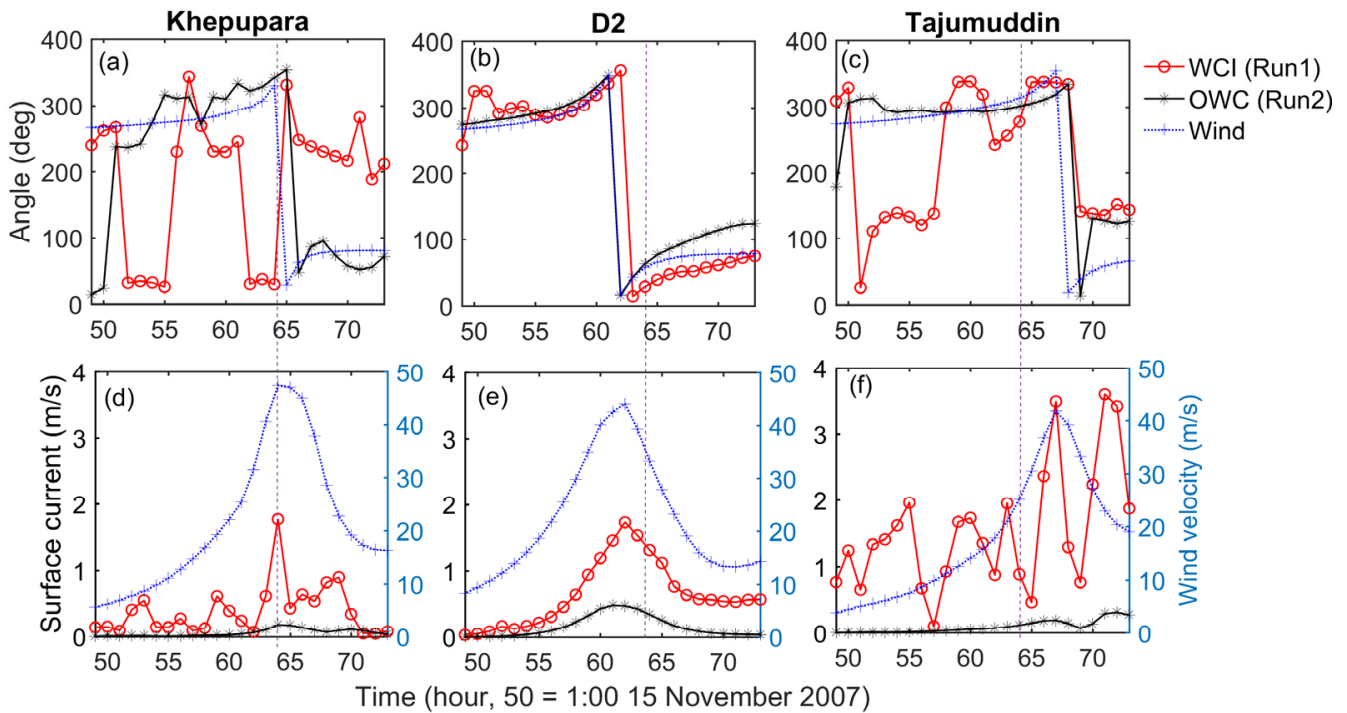 Khepupara D2 Tajumuddin
(a) (b) (c)
WCI (Run1)
OWC (Run2)
Wind
Angle (deg)
400 400 400
300 300 300
200 200 200
100 100 100
0 0 0
50 55 60 65 70 50 55 60 65 70 50 55 60 65 70
(d) (e) (f)
Surface current (m/s)
4 50 4 50 4 50
40 40 40
3 3 3
30 30 30
2 2 2
20 20 20
1 1 1
10 10 10
0 0 0 0 0 0
Wind velocity (m/s)
50 55 60 65 70 50 55 60 65 70 50 55 60 65 70
Time (hour, 50 = 1:00 15 November 2007)